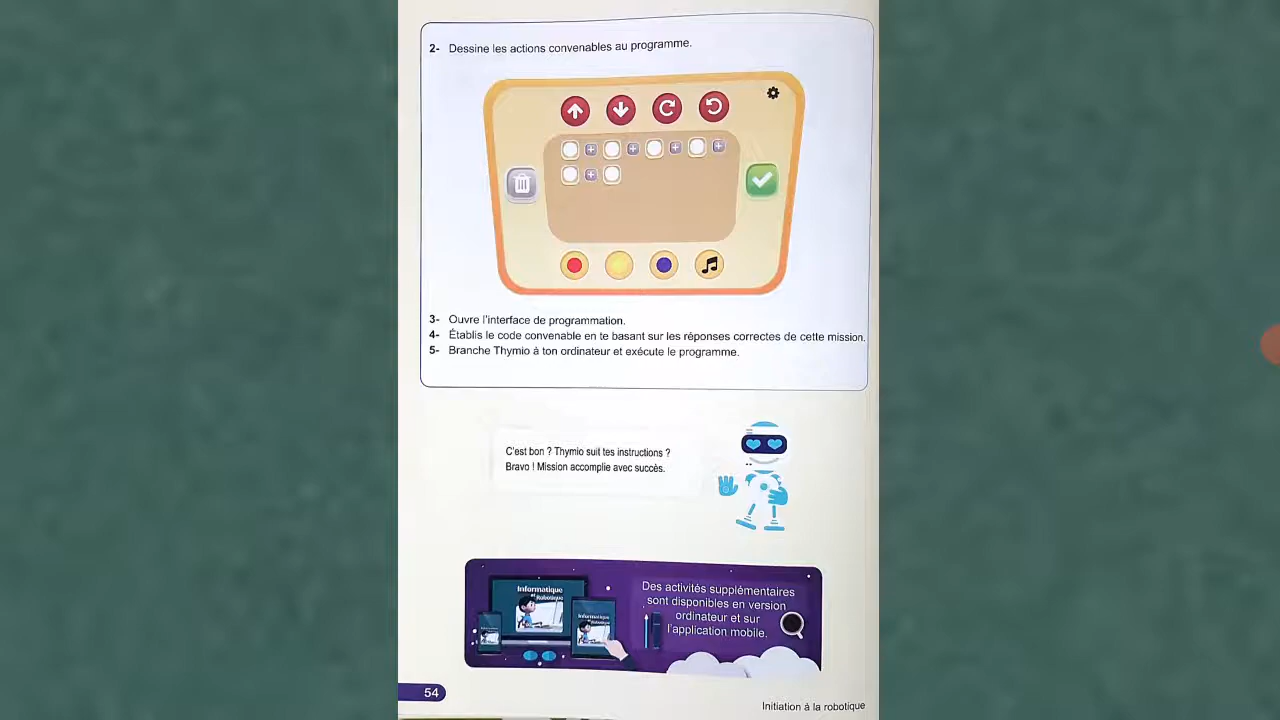 2- Dessine les actions convenables au programme.
3- Ouvre l'interface de programmation.
4- Établis le code convenable en te basant sur les réponses correctes de cette mission.
5- Branche Thymio à ton ordinateur et exécute le programme.
C'est bon ? Thymio suit tes instructions ?
Bravo ! Mission accomplie avec succès.
Informatique
et Robotique
Informatique
Robotique
Des activités supplémentaires
sont disponibles en version
ordinateur et sur
l'application mobile.
54
Initiation à la robotique